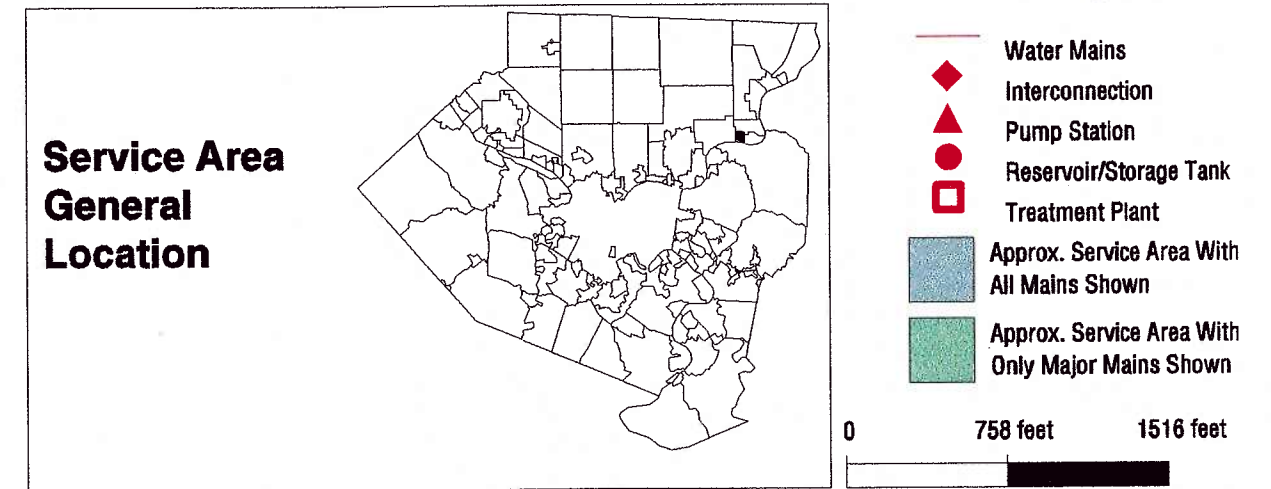 Service Area
General
Location
Water Mains
Interconnection
Pump Station
Reservoir/Storage Tank
Treatment Plant
Approx. Service Area With
All Mains Shown
Approx. Service Area With
Only Major Mains Shown
0 758 feet 1516 feet